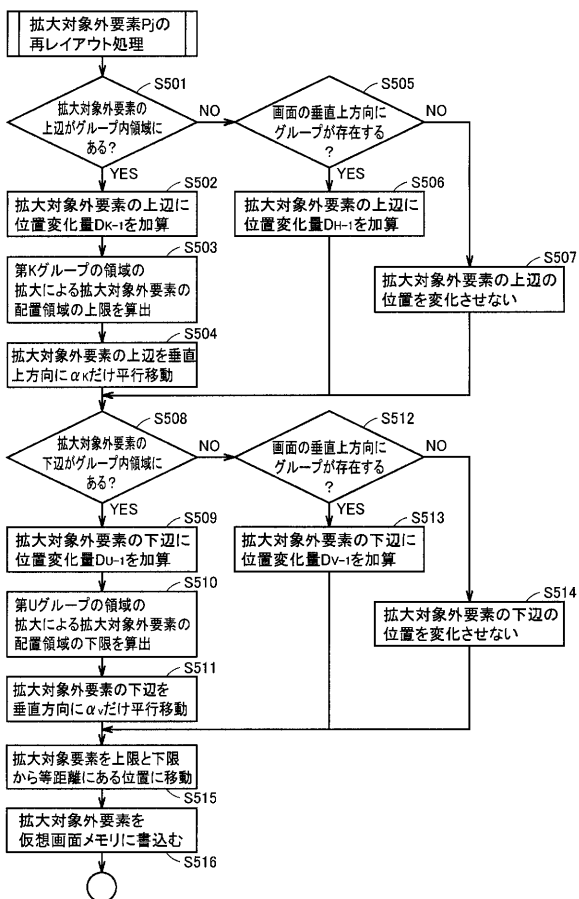 拡大対象外要素Pjの
再レイアウト処理
S501
拡大対象外要素の
上辺がグループ内領域に
ある?
NO
YES
S505
画面の垂直上方向に
グループが存在する
?
NO
YES
S502
拡大対象外要素の上辺に
位置変化量DK-1を加算
S506
拡大対象外要素の上辺に
位置変化量DH-1を加算
S503
第Kグループの領域の
拡大による拡大対象外要素の
配置領域の上限を算出
S507
拡大対象外要素の上辺の
位置を変化させない
S504
拡大対象外要素の上辺を垂直
上方向にαKだけ平行移動
S508
拡大対象外要素の
下辺がグループ内領域に
ある?
NO
YES
S512
画面の垂直上方向に
グループが存在する
?
NO
YES
S509
拡大対象外要素の下辺に
位置変化量DU-1を加算
S513
拡大対象外要素の下辺に
位置変化量DV-1を加算
S510
第Uグループの領域の
拡大による拡大対象外要素の
配置領域の下限を算出
S514
拡大対象外要素の下辺の
位置を変化させない
S511
拡大対象外要素の下辺を
垂直方向にαvだけ平行移動
拡大対象要素を上限と下限
から等距離にある位置に移動
S515
拡大対象外要素を
仮想画面メモリに書込む
S516